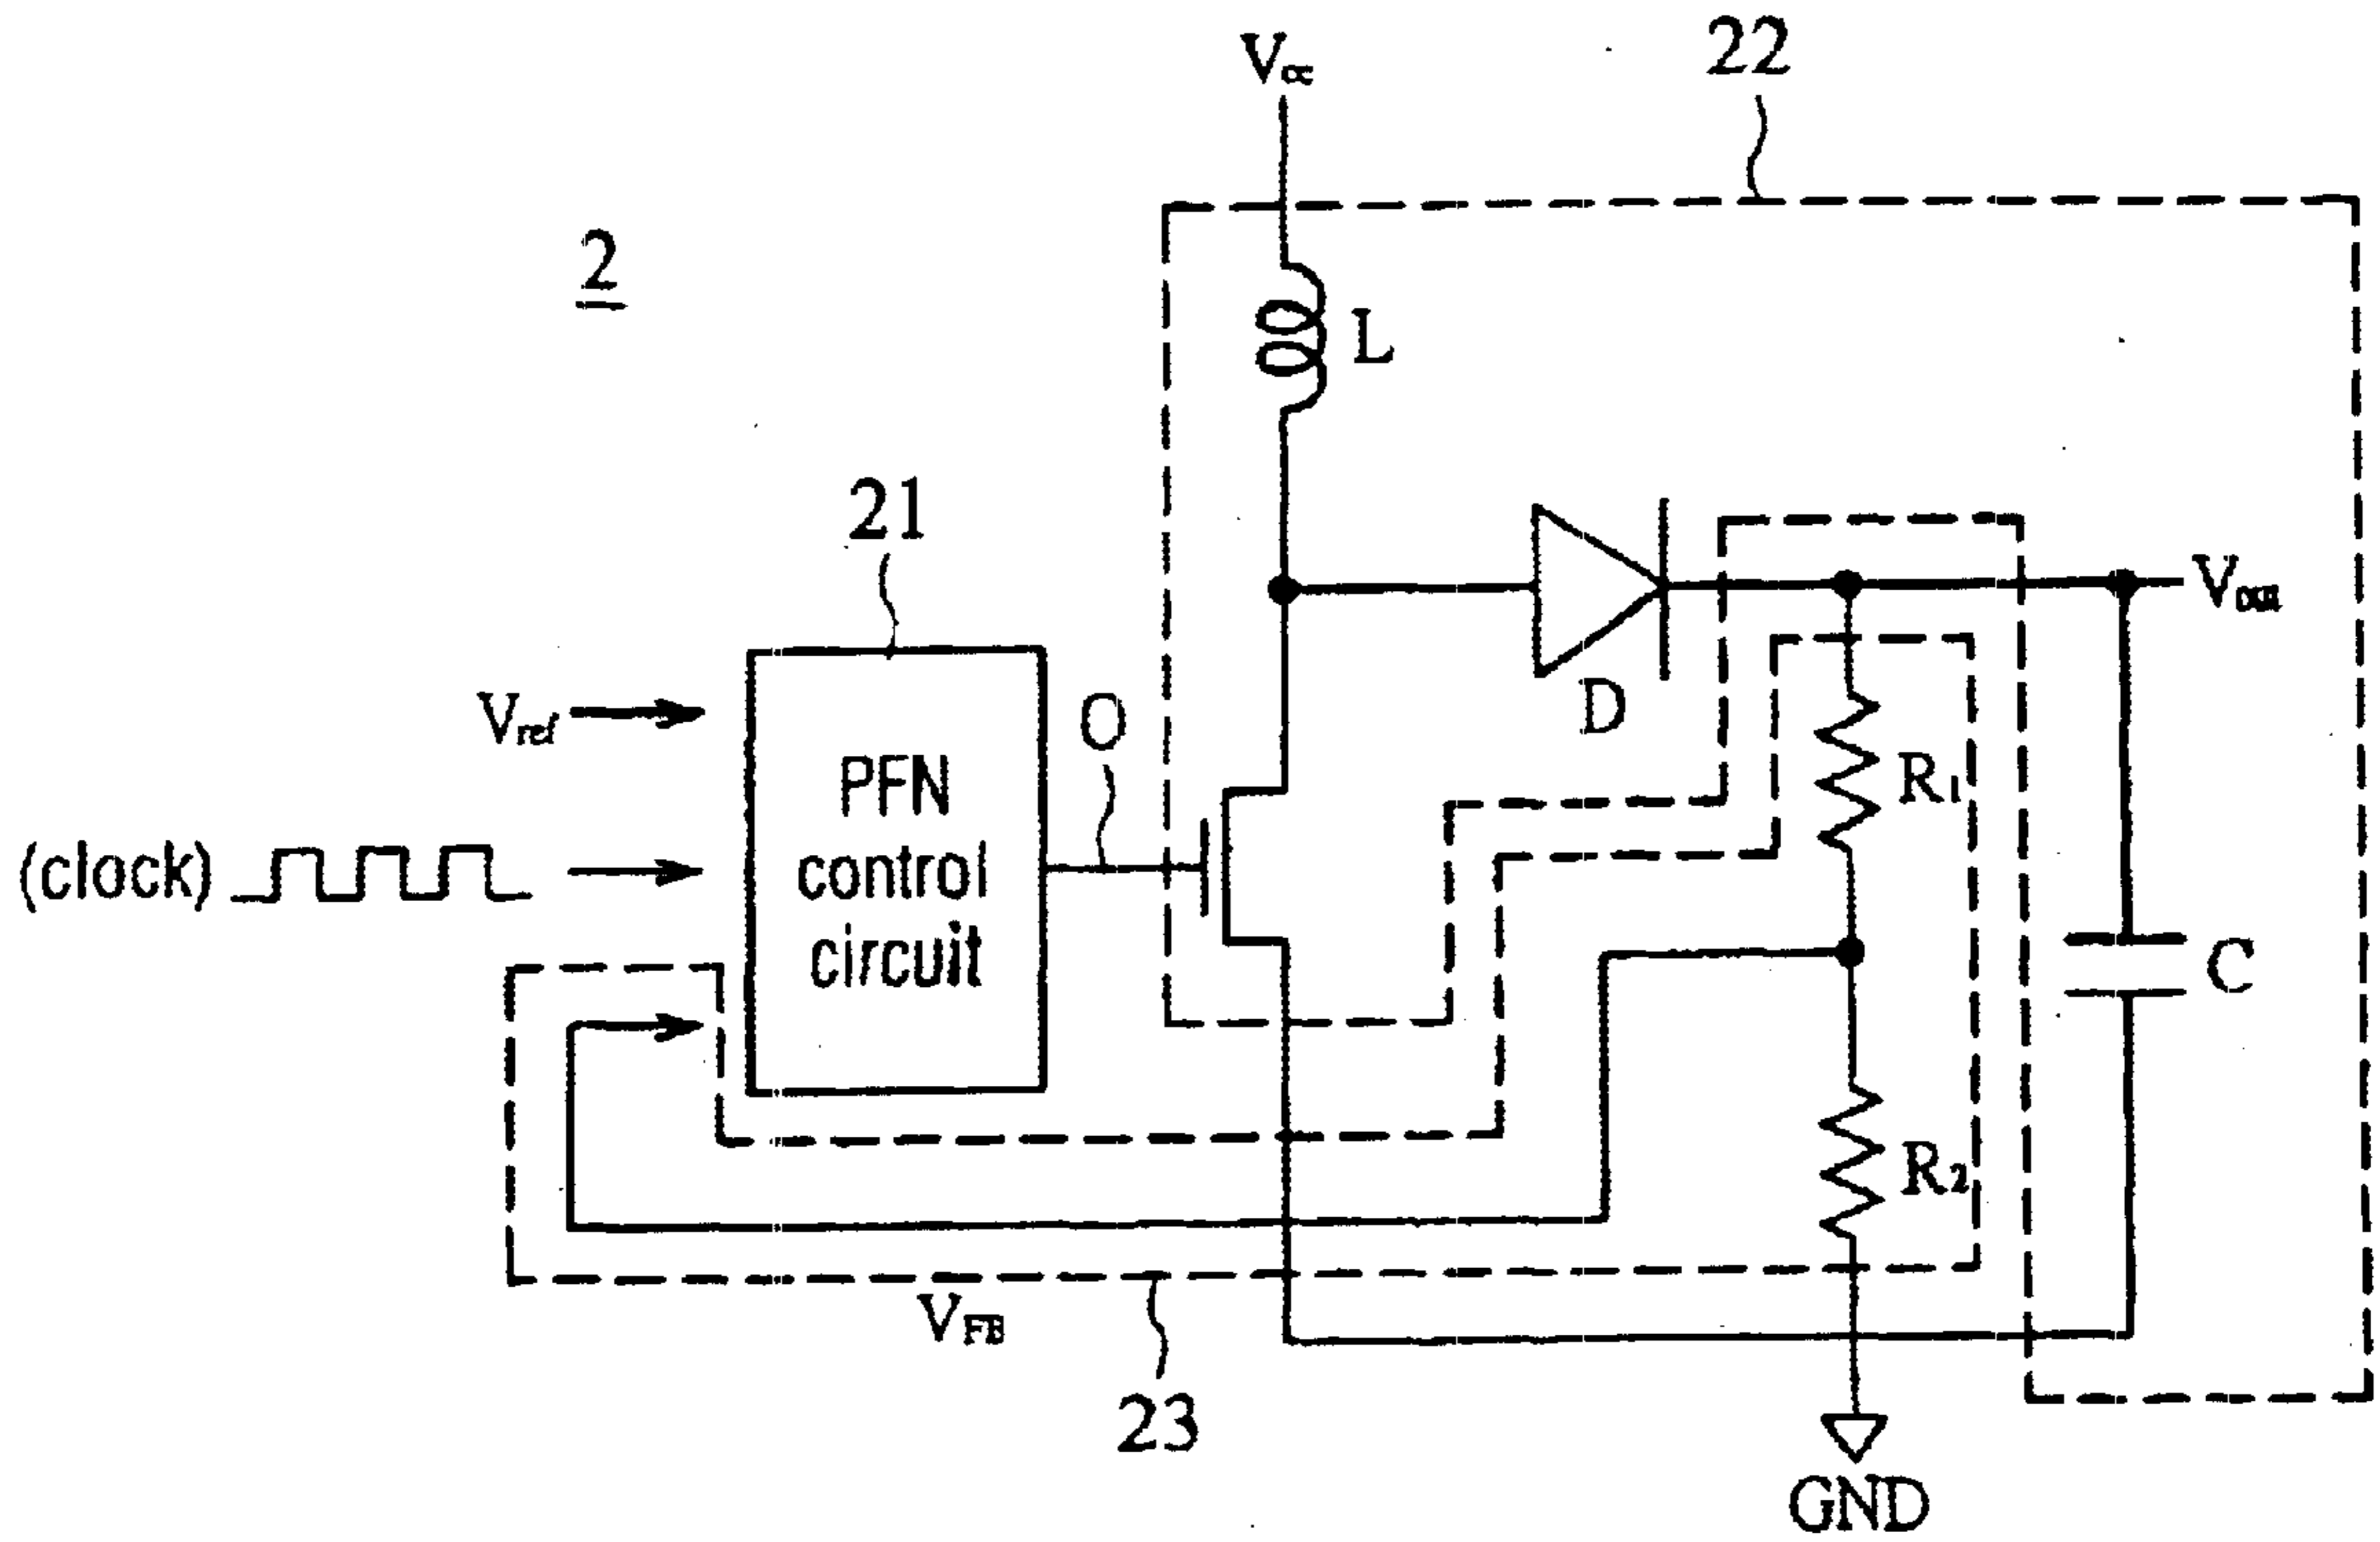 22
Vcc
2
L
21
Vout
Vref
O
D
PFN
control
circuit
R1
(clock)
C
R2
VFB
23
GND